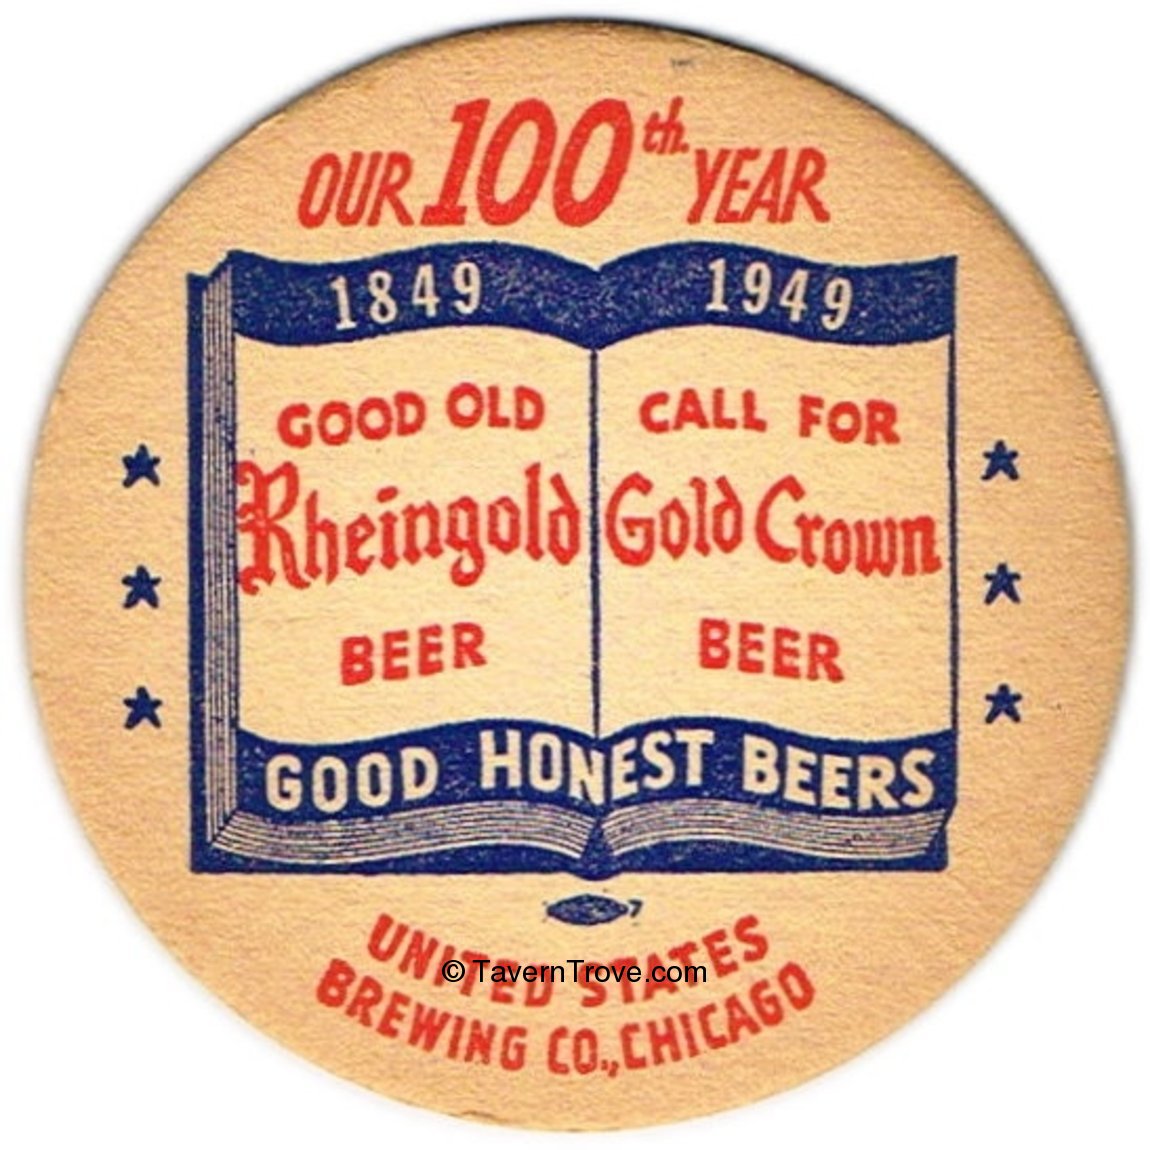 OUR 100th. YEAR
1849
GOOD OLD
Rheingold
BEER
1949
CALL FOR
Gold Crown
BEER
GOOD HONEST BEERS
7
UNITED STATES
BREWING CO., CHICAGO
© TavernTrove.com